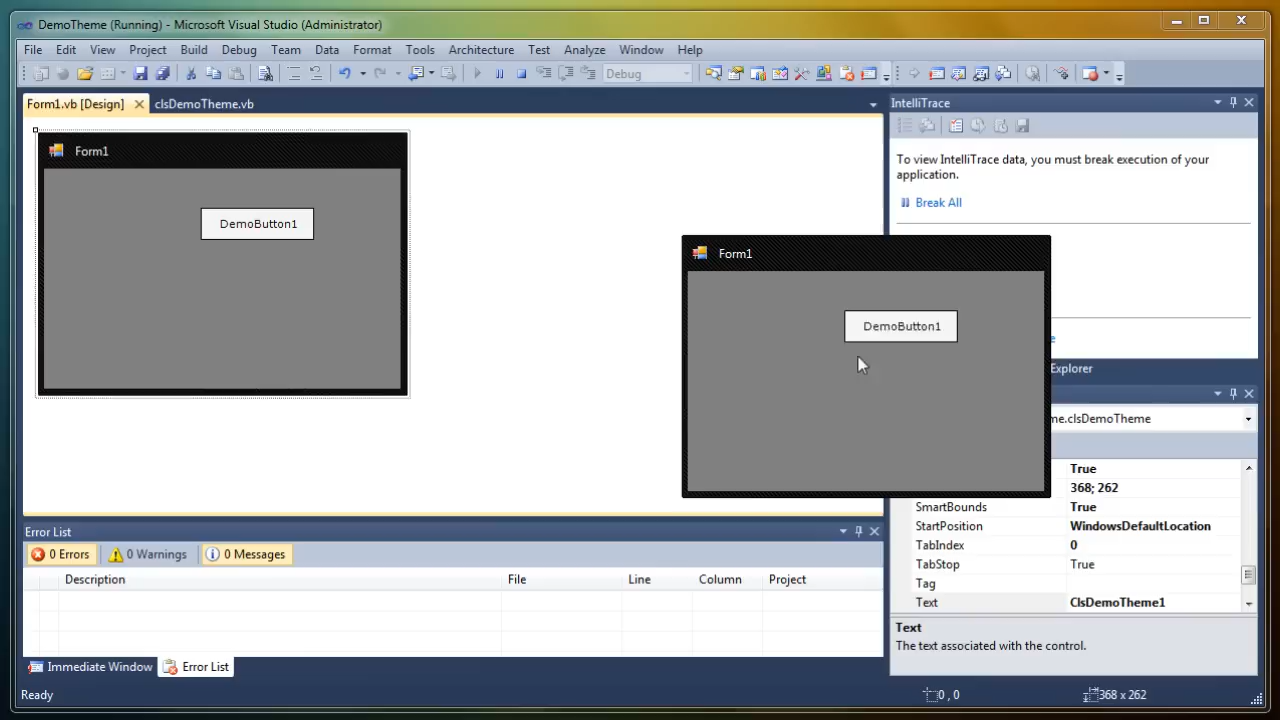 DemoTheme (Running) - Microsoft Visual Studio (Administrator)
File Edit View Project Build Debug Team Data Format Tools Architecture Test Analyze Window Help
Debug
Form1.vb [Design] clsDemoTheme.vb
IntelliTrace
Form1
To view IntelliTrace data, you must break execution of your
application.
Break All
DemoButton1
Form1
DemoButton1
Explorer
me.clsDemoTheme
True
368; 262
SmartBounds True
StartPosition WindowsDefaultLocation
TabIndex 0
TabStop True
Tag
Text ClsDemoTheme1
Text
The text associated with the control.
Error List
0 Errors 0 Warnings 0 Messages
Description File Line Column Project
Immediate Window Error List
Ready 0 , 0 368 x 262